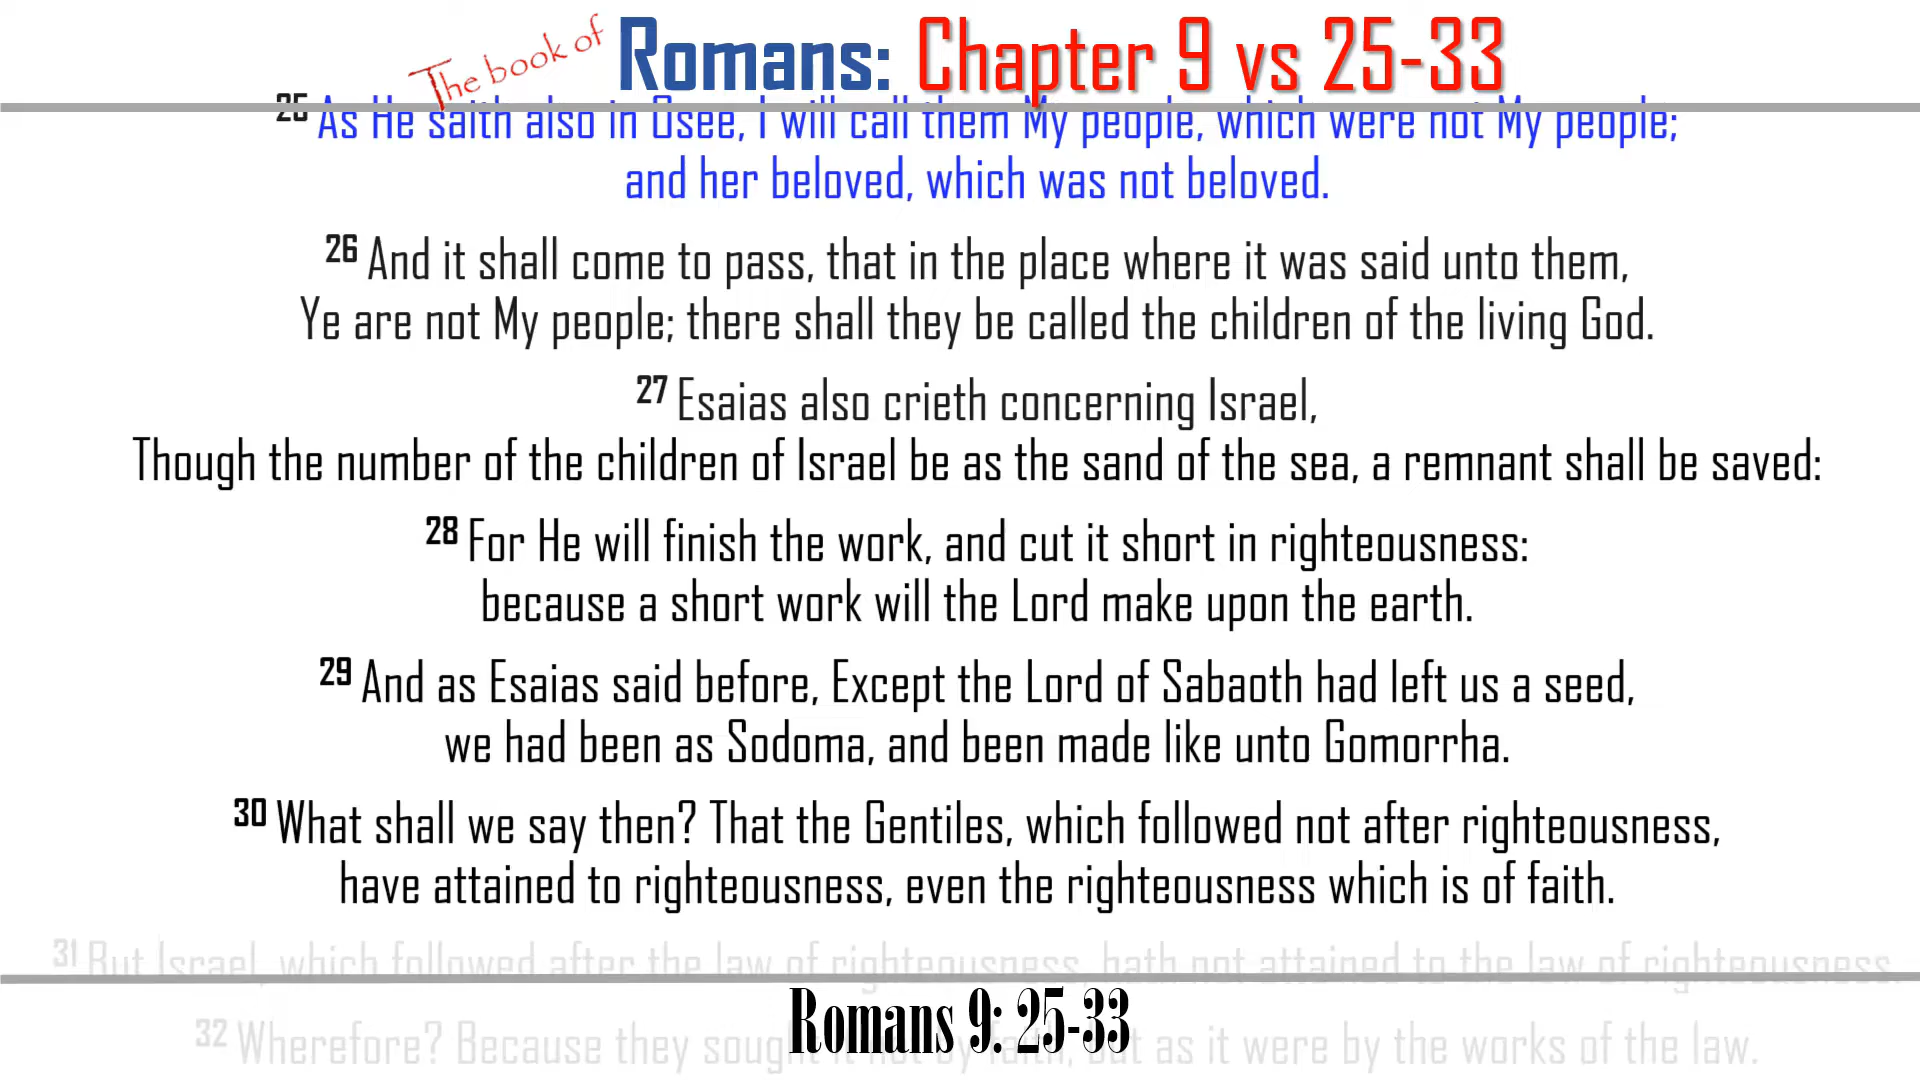 The book of Romans: Chapter 9 vs 25-33
25 As He saith also in Osee, I will call them My people, which were not My people;
and her beloved, which was not beloved.
26 And it shall come to pass, that in the place where it was said unto them,
Ye are not My people; there shall they be called the children of the living God.
27 Esaias also crieth concerning Israel,
Though the number of the children of Israel be as the sand of the sea, a remnant shall be saved:
28 For He will finish the work, and cut it short in righteousness:
because a short work will the Lord make upon the earth.
29 And as Esaias said before, Except the Lord of Sabaoth had left us a seed,
we had been as Sodoma, and been made like unto Gomorrha.
30 What shall we say then? That the Gentiles, which followed not after righteousness,
have attained to righteousness, even the righteousness which is of faith.
31 But Israel, which followed after the law of righteousness, hath not attained to the law of righteousness.
Romans 9: 25-33
32 Wherefore? Because they sought it not by faith, but as it were by the works of the law.